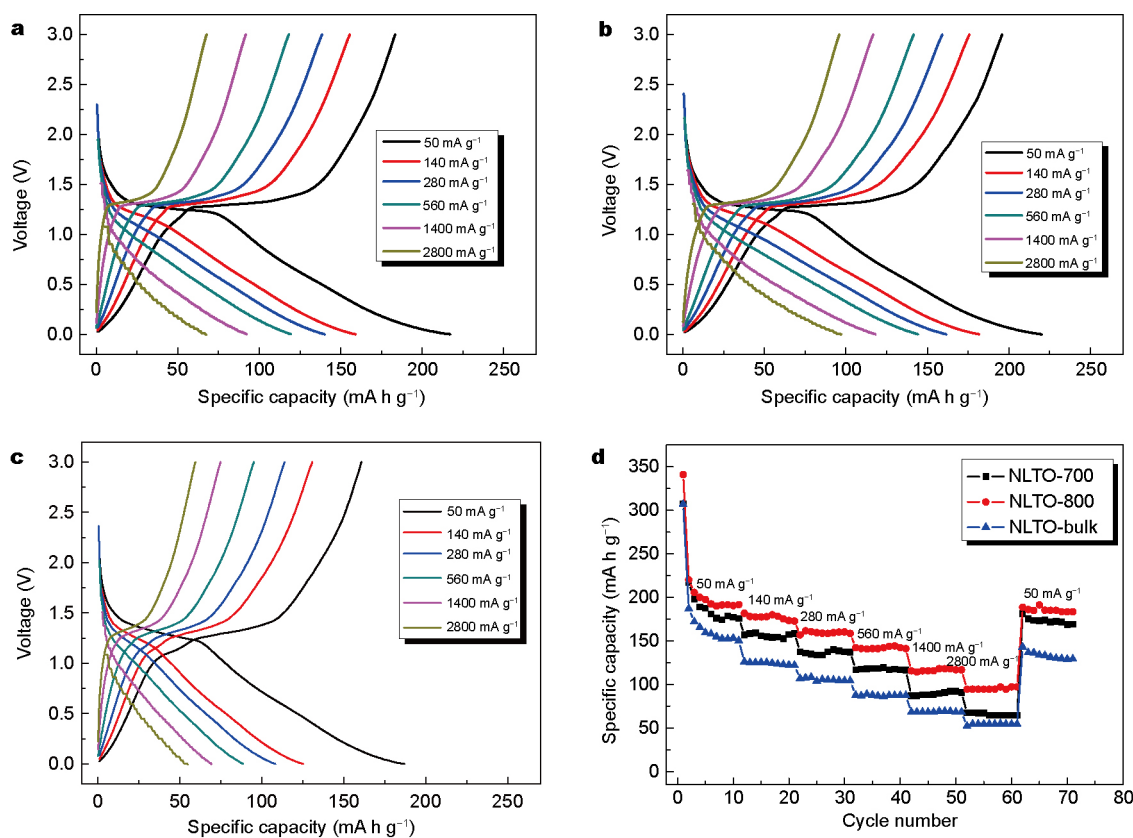 a
3.0
2.5
2.0
1.5
1.0
0.5
0.0
Voltage (V)
50 mA g⁻¹
140 mA g⁻¹
280 mA g⁻¹
560 mA g⁻¹
1400 mA g⁻¹
2800 mA g⁻¹
0 50 100 150 200 250
Specific capacity (mA h g⁻¹)
b
3.0
2.5
2.0
1.5
1.0
0.5
0.0
Voltage (V)
50 mA g⁻¹
140 mA g⁻¹
280 mA g⁻¹
560 mA g⁻¹
1400 mA g⁻¹
2800 mA g⁻¹
0 50 100 150 200 250
Specific capacity (mA h g⁻¹)
c
3.0
2.5
2.0
1.5
1.0
0.5
0.0
Voltage (V)
50 mA g⁻¹
140 mA g⁻¹
280 mA g⁻¹
560 mA g⁻¹
1400 mA g⁻¹
2800 mA g⁻¹
0 50 100 150 200 250
Specific capacity (mA h g⁻¹)
d
350
300
250
200
150
100
50
0
Specific capacity (mA h g⁻¹)
NLTO-700
NLTO-800
NLTO-bulk
50 mA g⁻¹
140 mA g⁻¹
280 mA g⁻¹
560 mA g⁻¹
1400 mA g⁻¹
2800 mA g⁻¹
50 mA g⁻¹
0 10 20 30 40 50 60 70 80
Cycle number